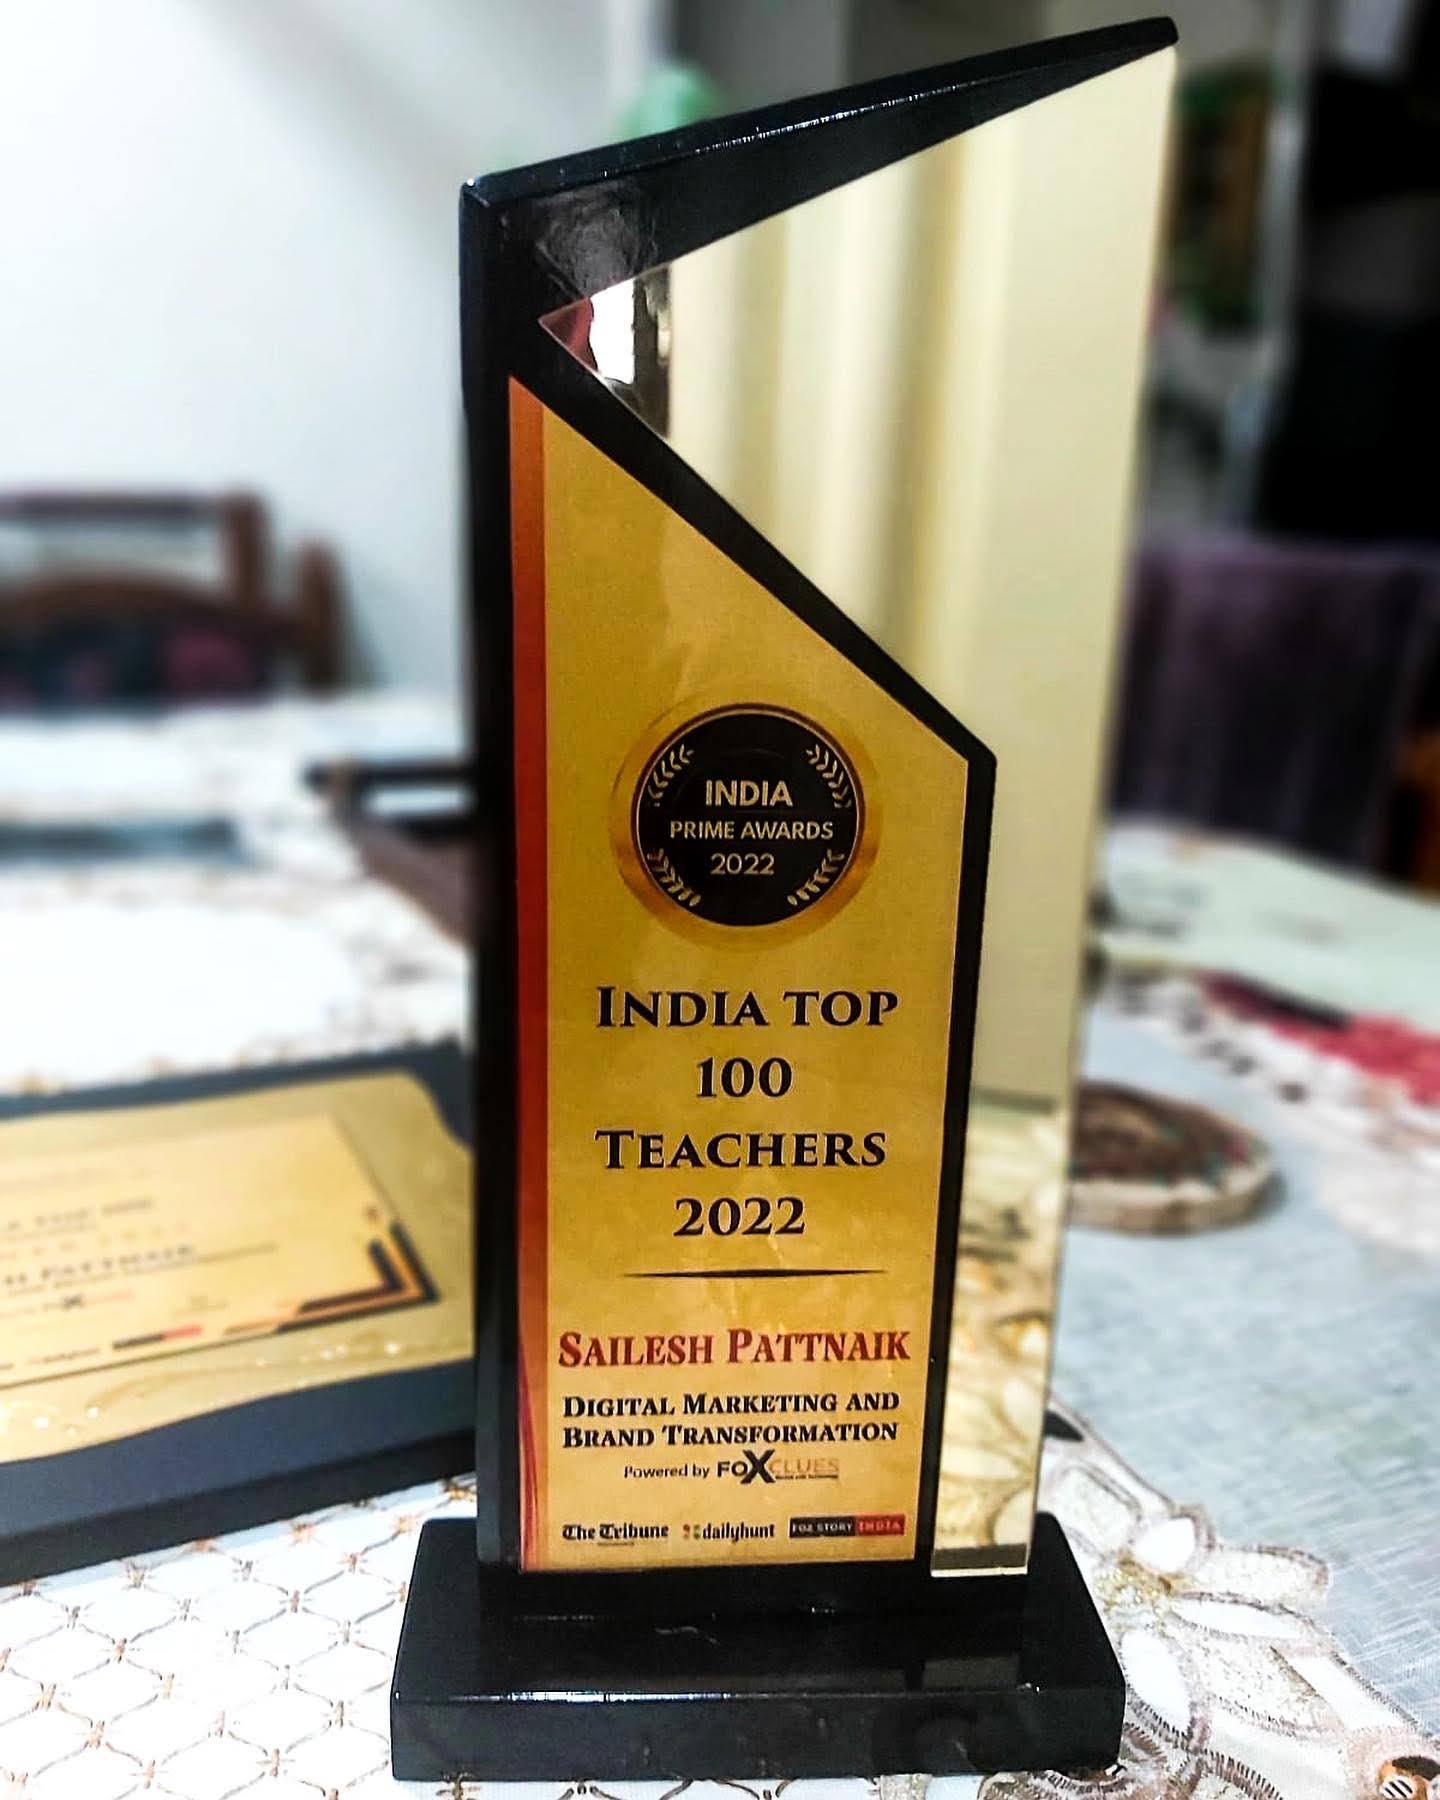 INDIA
PRIME AWARDS
2022
INDIA TOP
100
TEACHERS
2022
SAILESH PATTNAIK
DIGITAL MARKETING AND
BRAND TRANSFORMATION
Powered by FOXCLUES
The Tribune dailyhunt FOX STORY INDIA
PATTNAIK